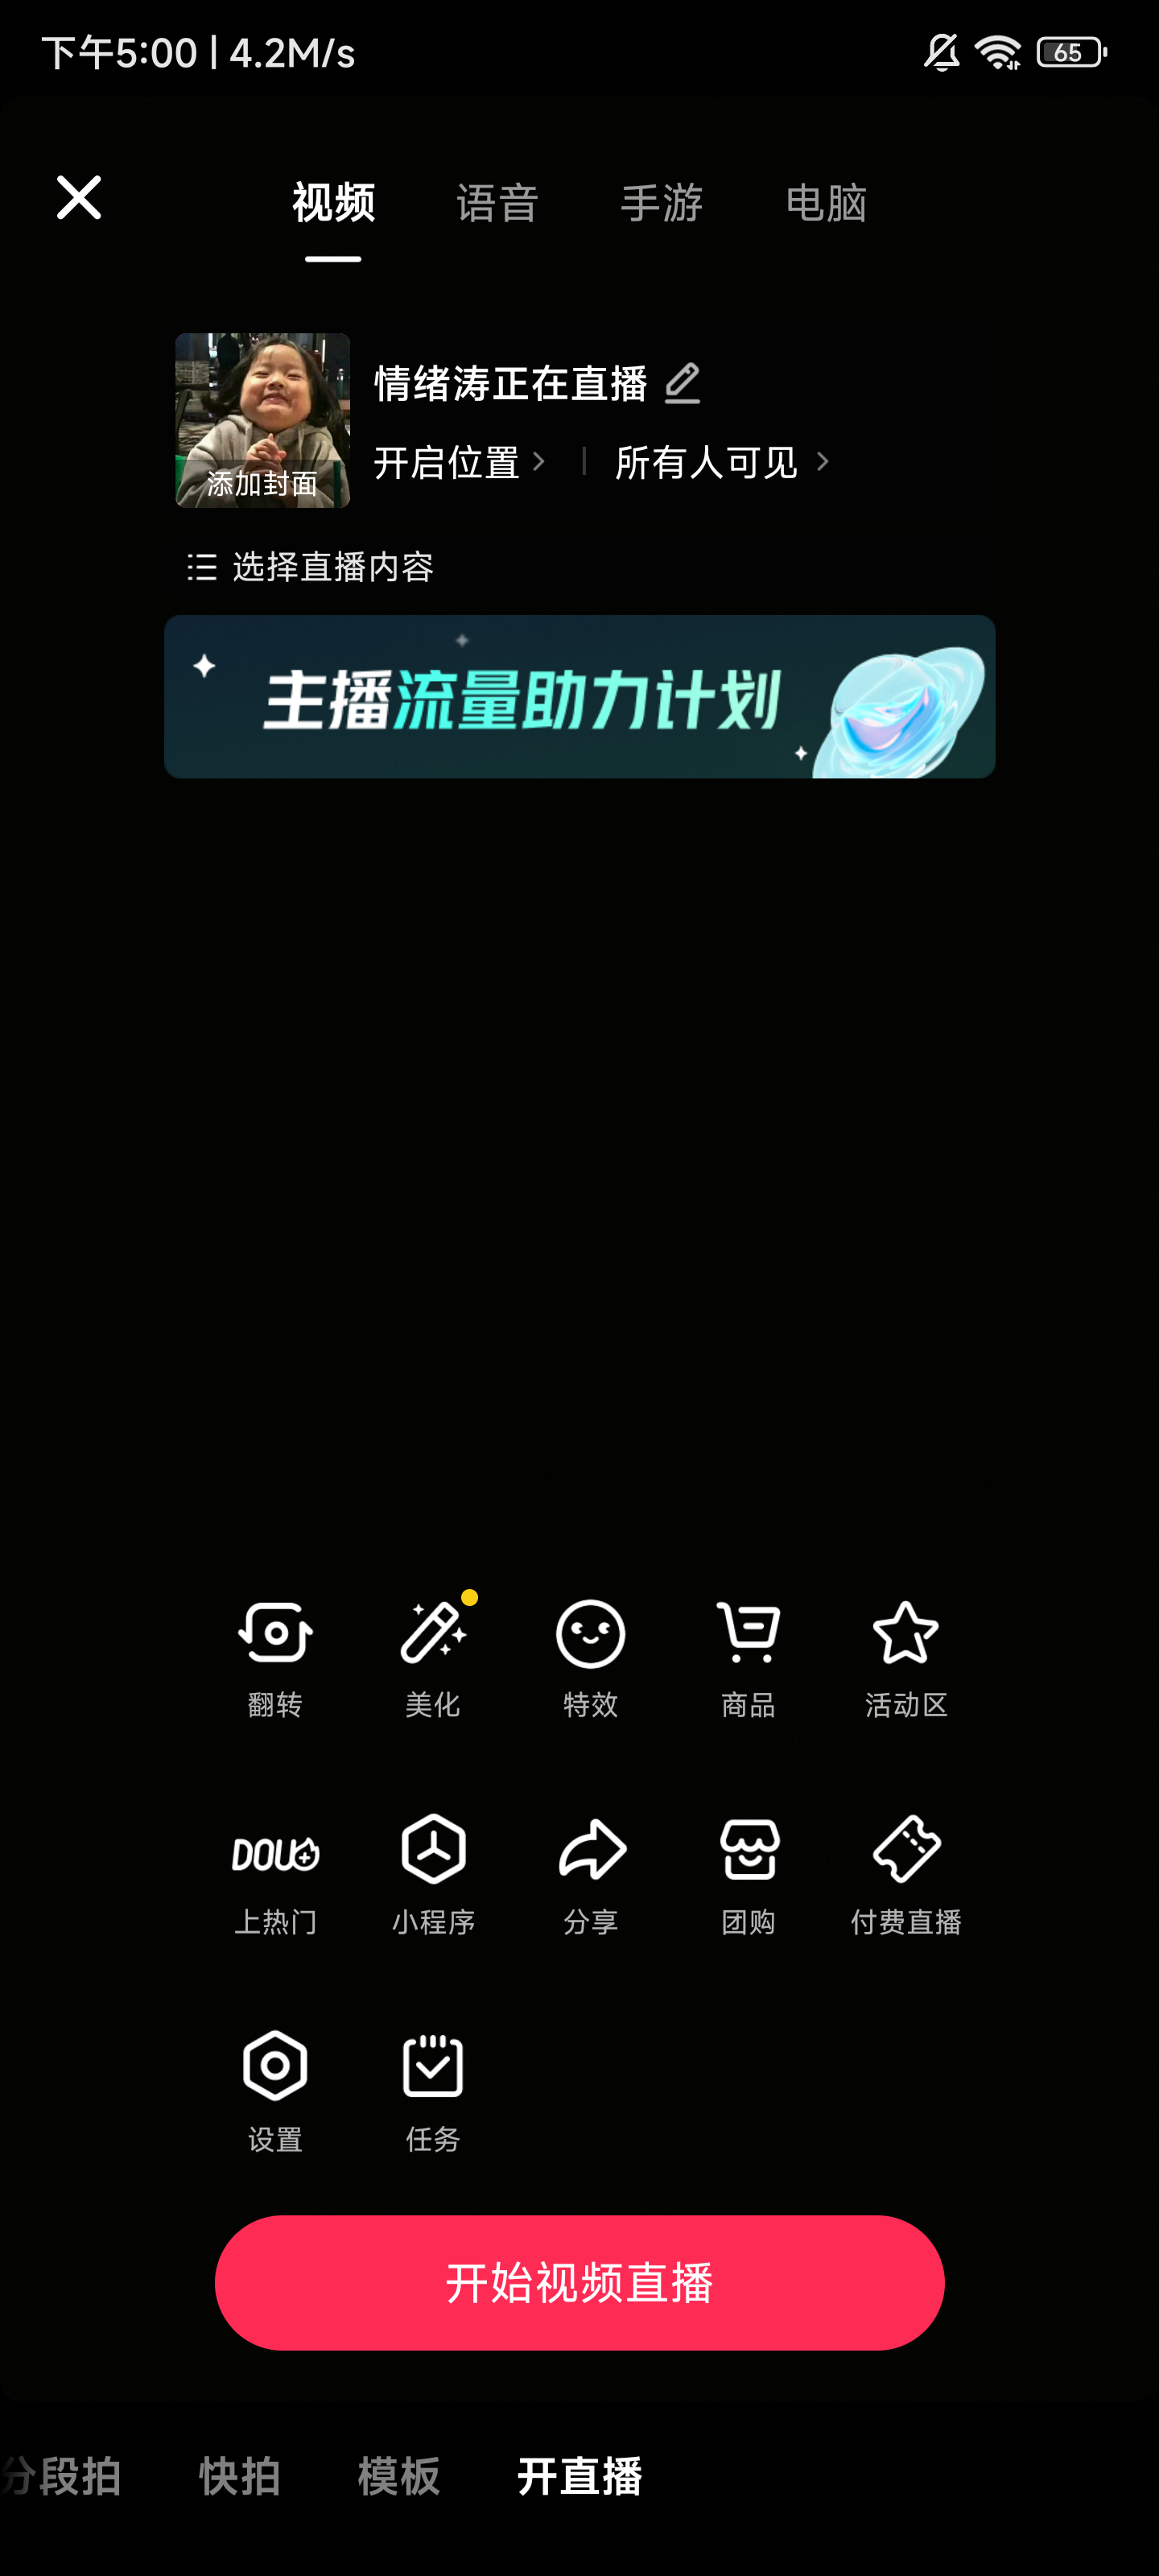 下午5:00 | 4.2M/s
65
视频 语音 手游 电脑
情绪涛正在直播
开启位置 所有人可见
添加封面
选择直播内容
主播流量助力计划
翻转 美化 特效 商品 活动区
DOU+
上热门 小程序 分享 团购 付费直播
设置 任务
开始视频直播
分段拍 快拍 模板 开直播